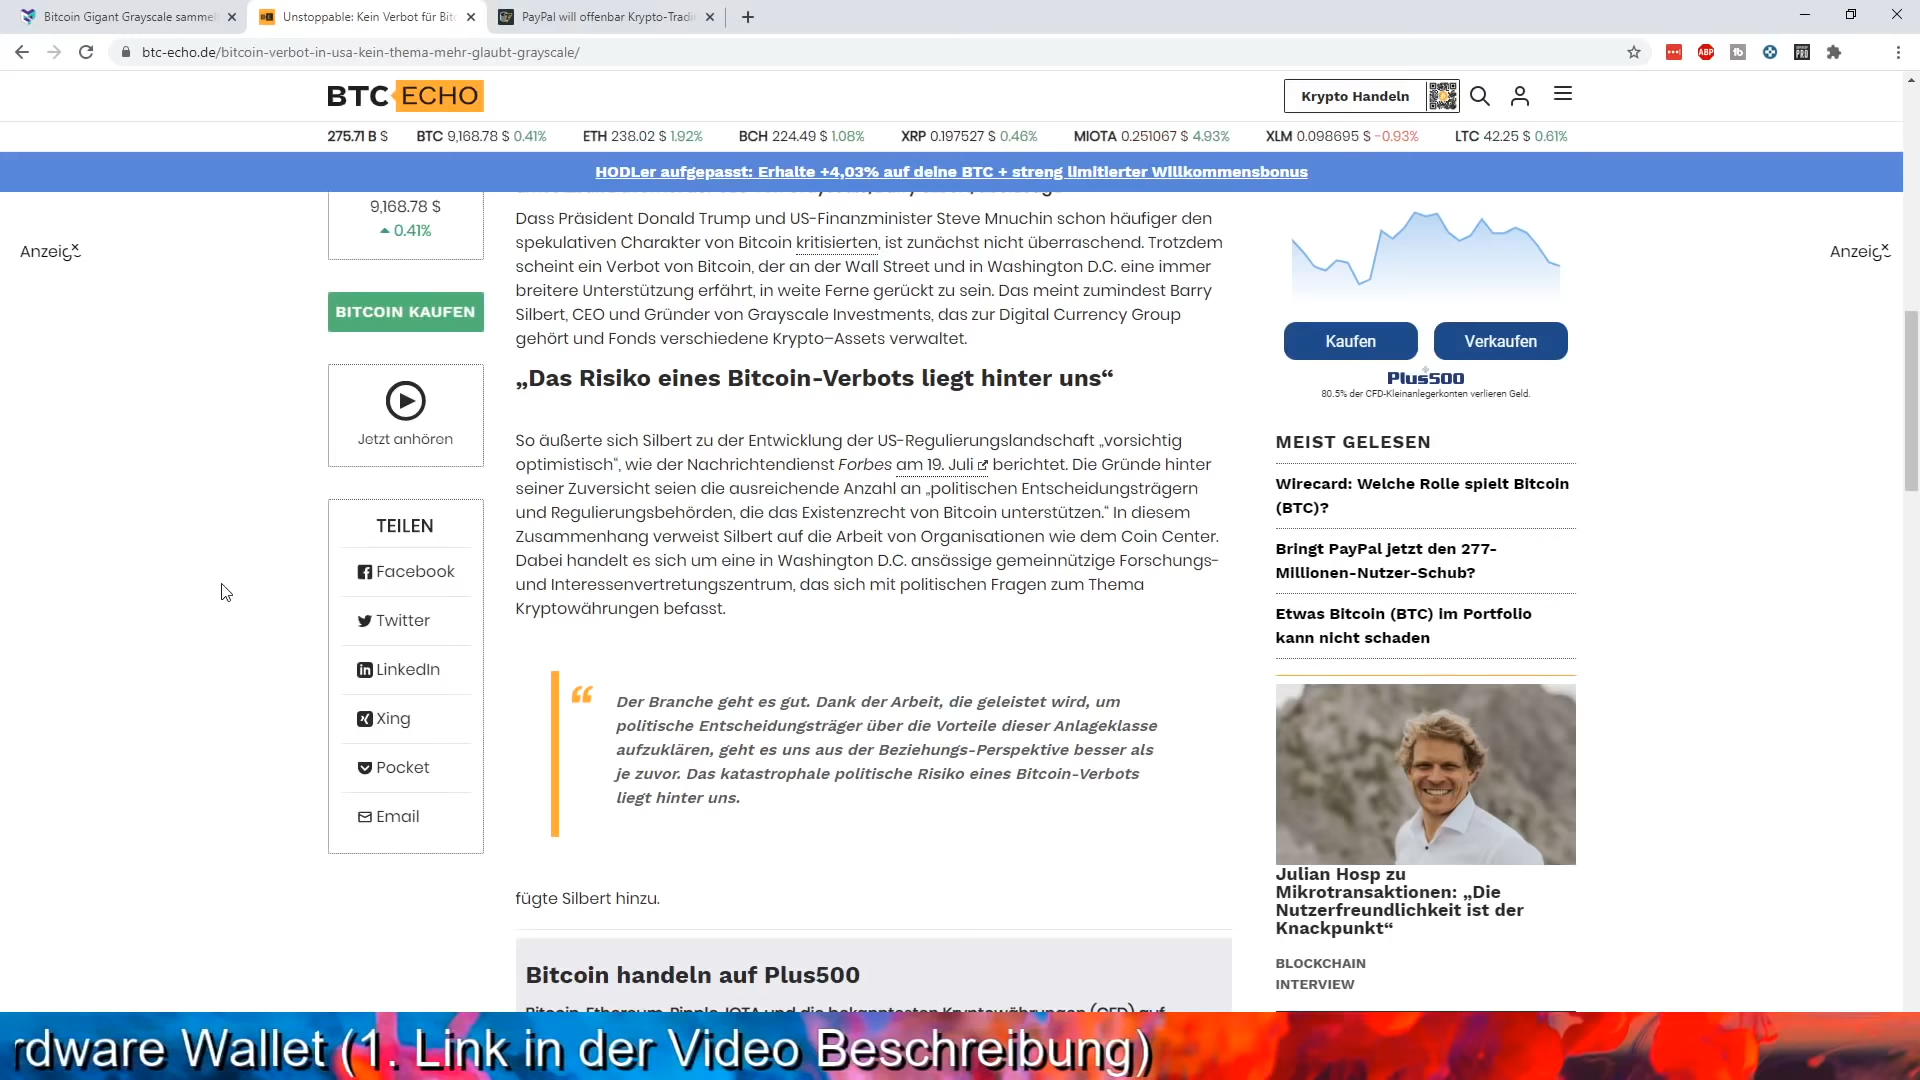 Bitcoin Gigant Grayscale sammel
Unstoppable: Kein Verbot für Bitc
PayPal will offenbar Krypto-Tradi
btc-echo.de/bitcoin-verbot-in-usa-kein-thema-mehr-glaubt-grayscale/
ABP
PRO
BTC ECHO
Krypto Handeln
275.71 B $ BTC 9,168.78 $ 0.41% ETH 238.02 $ 1.92% BCH 224.49 $ 1.08% XRP 0.197527 $ 0.46% MIOTA 0.251067 $ 4.93% XLM 0.098695 $ -0.93% LTC 42.25 $ 0.61%
HODLer aufgepasst: Erhalte +4,03% auf deine BTC + streng limitierter Willkommensbonus
9,168.78 $
0.41%
Anzeige
Anzeige
BITCOIN KAUFEN
Jetzt anhören
TEILEN
Facebook
Twitter
LinkedIn
Xing
Pocket
Email
Dass Präsident Donald Trump und US-Finanzminister Steve Mnuchin schon häufiger den
spekulativen Charakter von Bitcoin kritisierten, ist zunächst nicht überraschend. Trotzdem
scheint ein Verbot von Bitcoin, der an der Wall Street und in Washington D.C. eine immer
breitere Unterstützung erfährt, in weite Ferne gerückt zu sein. Das meint zumindest Barry
Silbert, CEO und Gründer von Grayscale Investments, das zur Digital Currency Group
gehört und Fonds verschiedene Krypto-Assets verwaltet.
„Das Risiko eines Bitcoin-Verbots liegt hinter uns“
So äußerte sich Silbert zu der Entwicklung der US-Regulierungslandschaft „vorsichtig
optimistisch“, wie der Nachrichtendienst Forbes am 19. Juli berichtet. Die Gründe hinter
seiner Zuversicht seien die ausreichende Anzahl an „politischen Entscheidungsträgern
und Regulierungsbehörden, die das Existenzrecht von Bitcoin unterstützen.“ In diesem
Zusammenhang verweist Silbert auf die Arbeit von Organisationen wie dem Coin Center.
Dabei handelt es sich um eine in Washington D.C. ansässige gemeinnützige Forschungs-
und Interessenvertretungszentrum, das sich mit politischen Fragen zum Thema
Kryptowährungen befasst.
Der Branche geht es gut. Dank der Arbeit, die geleistet wird, um
politische Entscheidungsträger über die Vorteile dieser Anlageklasse
aufzuklären, geht es uns aus der Beziehungs-Perspektive besser als
je zuvor. Das katastrophale politische Risiko eines Bitcoin-Verbots
liegt hinter uns.
fügte Silbert hinzu.
Bitcoin handeln auf Plus500
Kaufen
Verkaufen
Plus500
80.5% der CFD-Kleinanlegerkonten verlieren Geld.
MEIST GELESEN
Wirecard: Welche Rolle spielt Bitcoin
(BTC)?
Bringt PayPal jetzt den 277-
Millionen-Nutzer-Schub?
Etwas Bitcoin (BTC) im Portfolio
kann nicht schaden
Julian Hosp zu
Mikrotransaktionen: „Die
Nutzerfreundlichkeit ist der
Knackpunkt“
BLOCKCHAIN
INTERVIEW
rdware Wallet (1. Link in der Video Beschreibung)